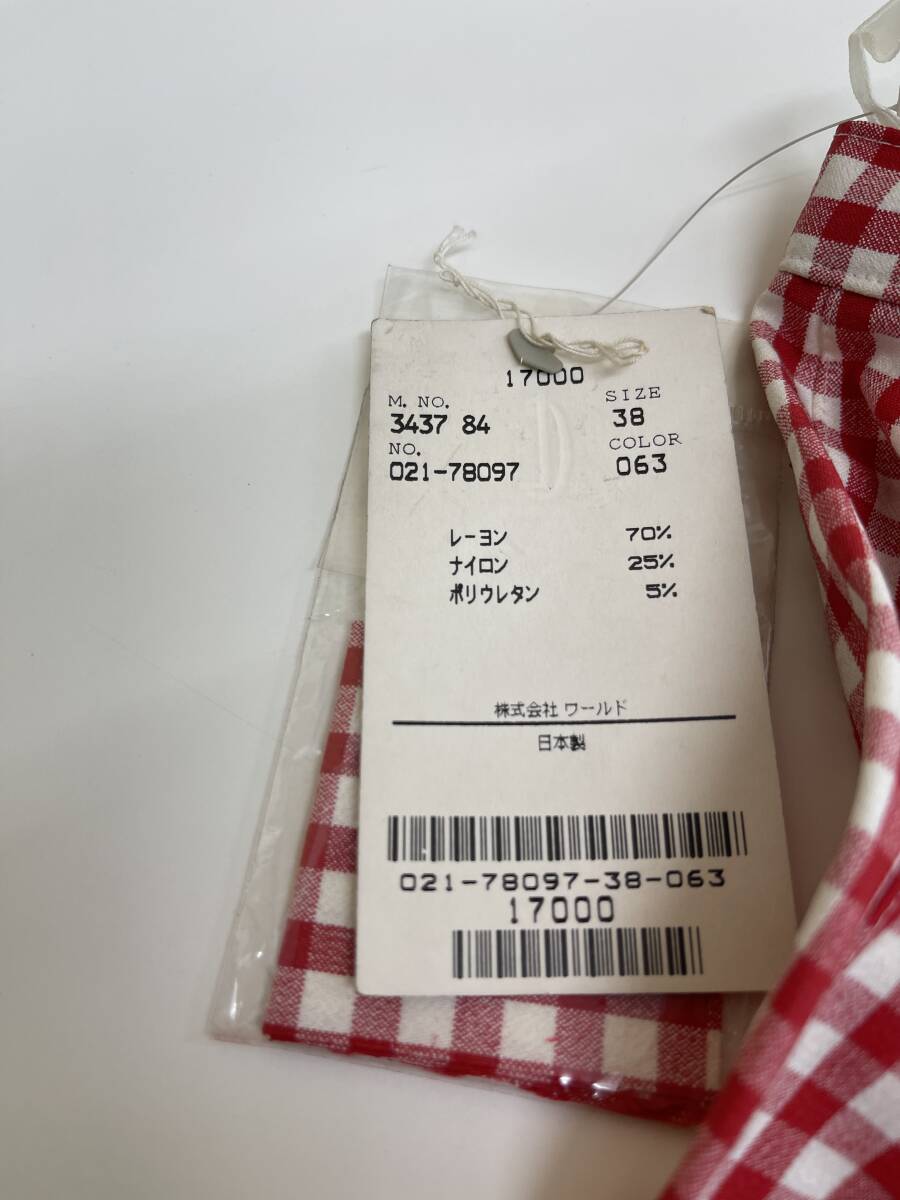 17000
M. NO. SIZE
3437 84 38
NO. COLOR
021-78097 063
レーヨン 70%
ナイロン 25%
ポリウレタン 5%
株式会社 ワールド
日本製
021-78097-38-063
17000